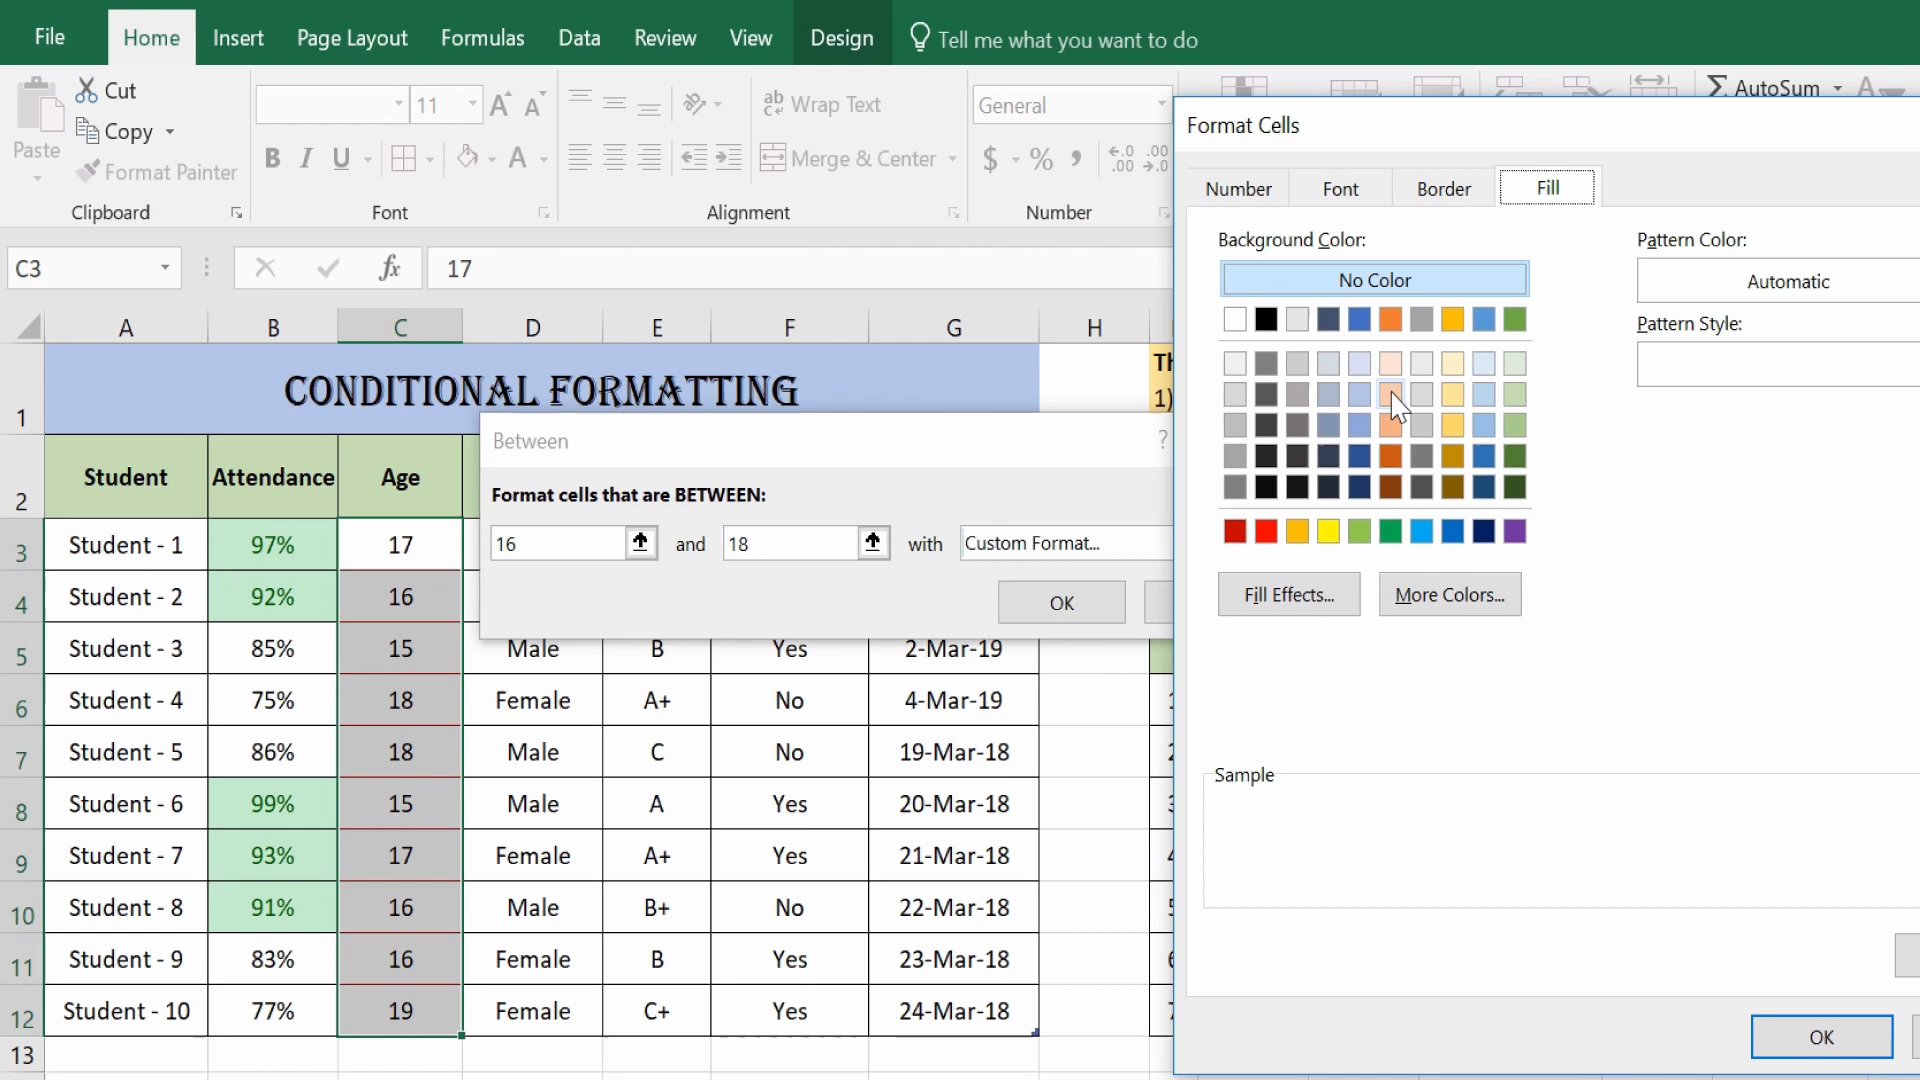 File Home Insert Page Layout Formulas Data Review View Design Tell me what you want to do
Cut
Copy
Paste
Format Painter
Clipboard
11
B I U
Font
Wrap Text
Merge & Center
Alignment
General
$ % ,
Number
Σ AutoSum
C3 fx 17
A B C D E F G H
1 CONDITIONAL FORMATTING
1)
2 Student Attendance Age
3 Student - 1 97% 17
4 Student - 2 92% 16
5 Student - 3 85% 15 Male B Yes 2-Mar-19
6 Student - 4 75% 18 Female A+ No 4-Mar-19
7 Student - 5 86% 18 Male C No 19-Mar-18
8 Student - 6 99% 15 Male A Yes 20-Mar-18
9 Student - 7 93% 17 Female A+ Yes 21-Mar-18
10 Student - 8 91% 16 Male B+ No 22-Mar-18
11 Student - 9 83% 16 Female B Yes 23-Mar-18
12 Student - 10 77% 19 Female C+ Yes 24-Mar-18
13
Between ?
Format cells that are BETWEEN:
16 and 18 with Custom Format...
OK
Format Cells
Number Font Border Fill
Background Color:
No Color
Pattern Color:
Automatic
Pattern Style:
Fill Effects... More Colors...
Sample
OK